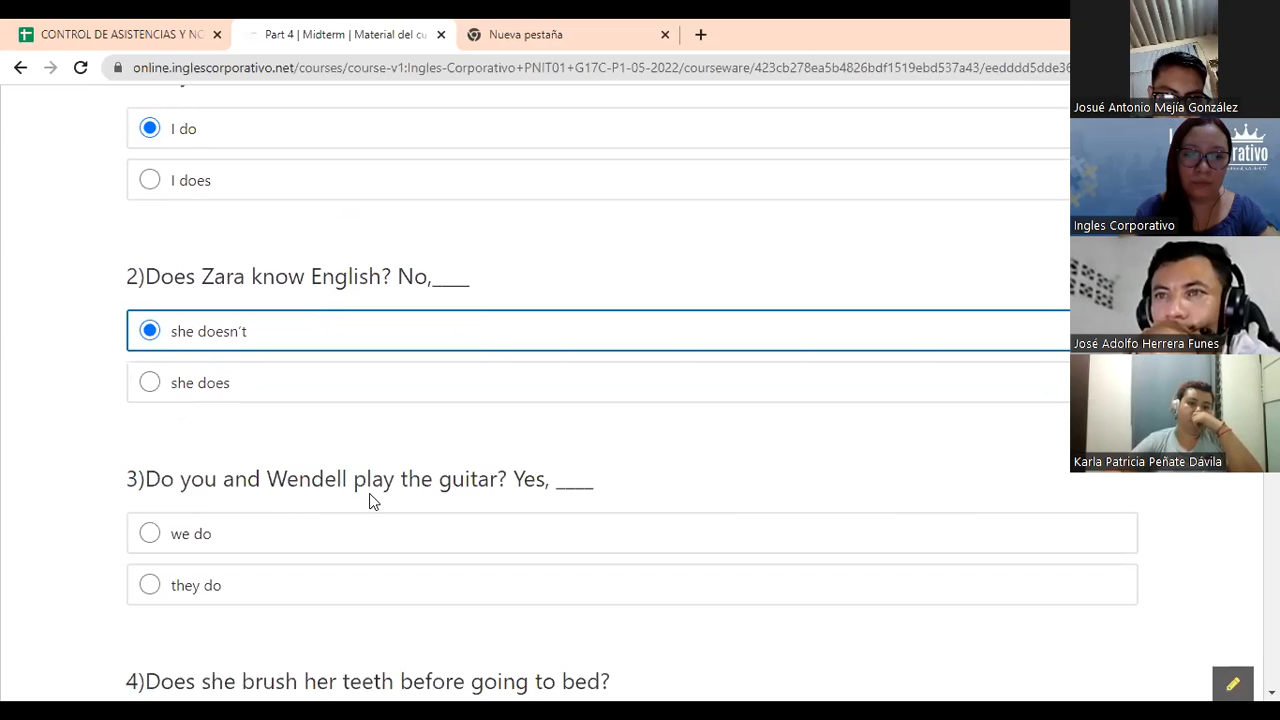 CONTROL DE ASISTENCIAS Y NO
Part 4 | Midterm | Material del cu
Nueva pestaña
online.inglescorporativo.net/courses/course-v1:Ingles-Corporativo+PNIT01+G17C-P1-05-2022/courseware/423cb278ea5b4826bdf1519ebd537a43/eedddd5dde36
I do
I does
2)Does Zara know English? No,____
she doesn't
she does
3)Do you and Wendell play the guitar? Yes, ____
we do
they do
4)Does she brush her teeth before going to bed?
Josué Antonio Mejía González
Ingles Corporativo
José Adolfo Herrera Funes
Karla Patricia Peñate Dávila